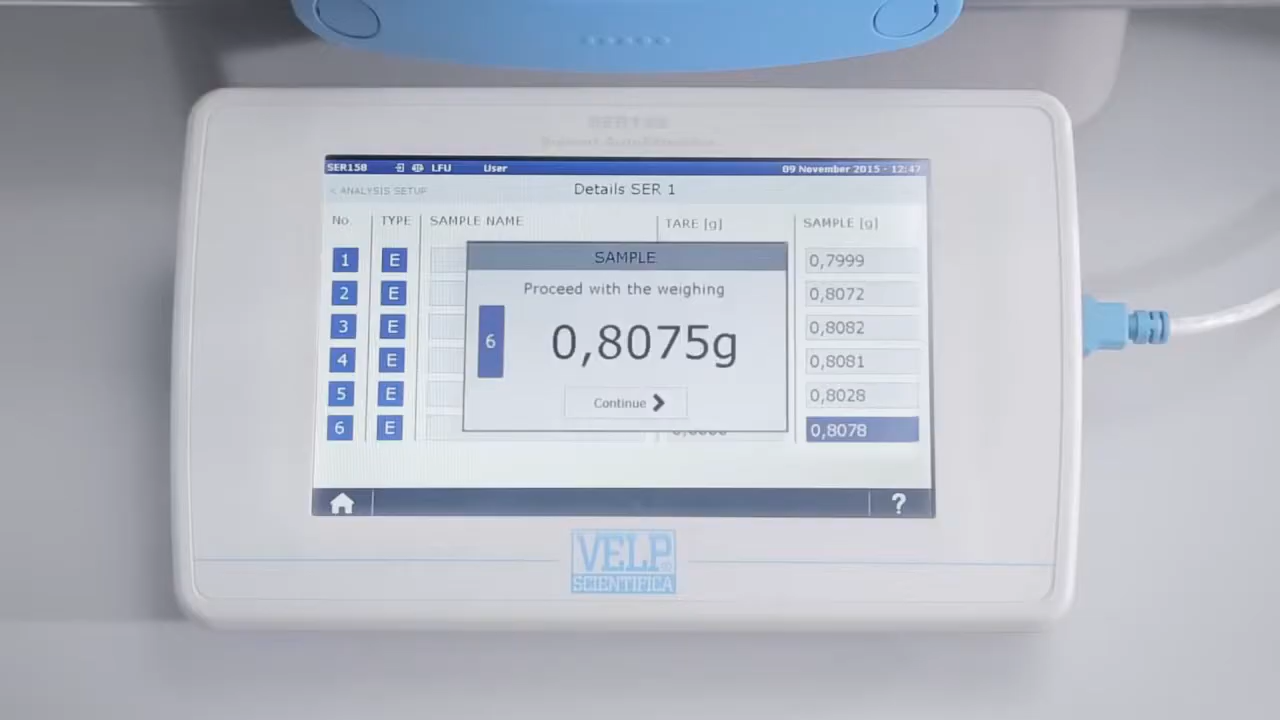 SER158
SER158 LFU User 09 November 2015 - 12:47
< ANALYSIS SETUP Details SER 1
No. TYPE SAMPLE NAME TARE [g] SAMPLE [g]
1 E 0,7999
2 E 0,8072
3 E 0,8082
4 E 0,8081
5 E 0,8028
6 E 0,8078
SAMPLE
Proceed with the weighing
6 0,8075g
Continue
?
VELP
SCIENTIFICA